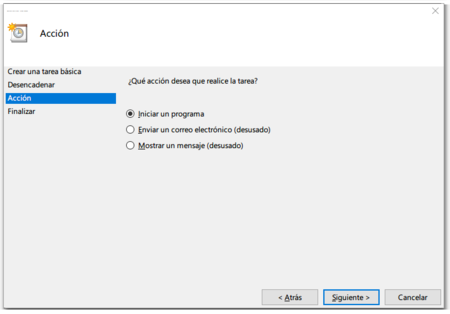 Acción
Crear una tarea básica
Desencadenar
Acción
Finalizar
¿Qué acción desea que realice la tarea?
Iniciar un programa
Enviar un correo electrónico (desusado)
Mostrar un mensaje (desusado)
< Atrás
Siguiente >
Cancelar